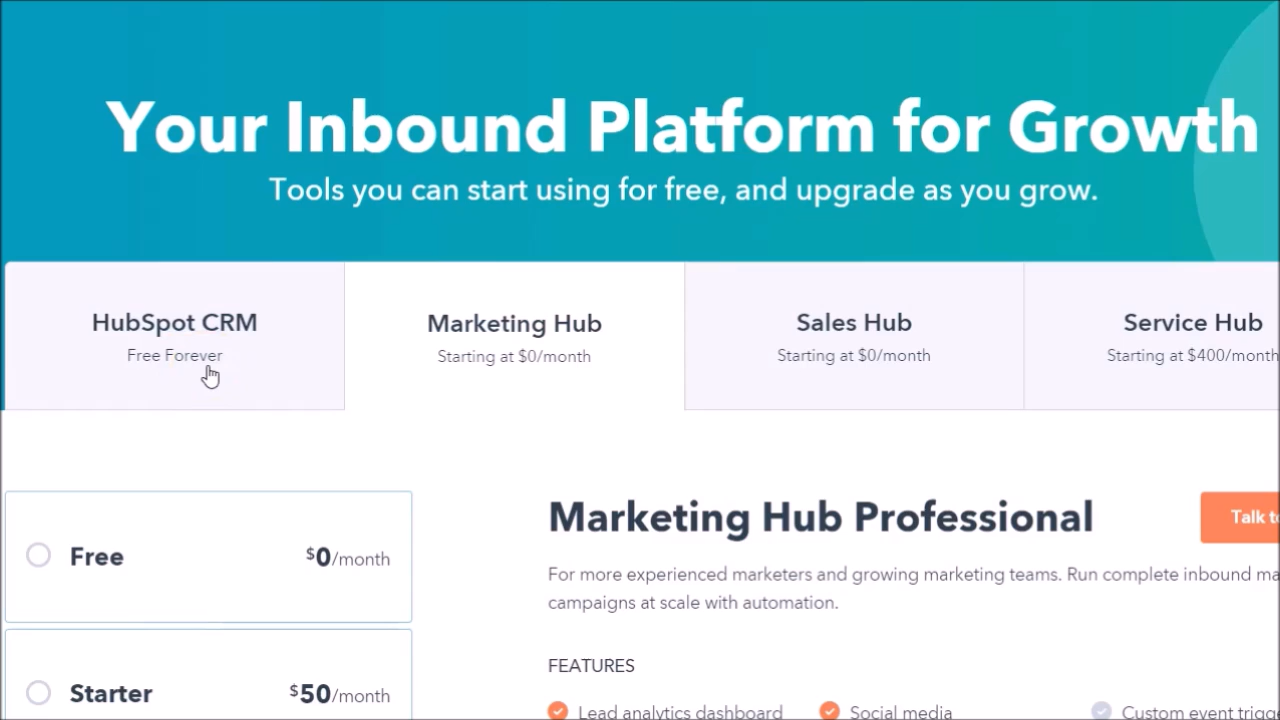 Your Inbound Platform for Growth
Tools you can start using for free, and upgrade as you grow.
HubSpot CRM
Free Forever
Marketing Hub
Starting at $0/month
Sales Hub
Starting at $0/month
Service Hub
Starting at $400/month
Free
$0/month
Starter
$50/month
Marketing Hub Professional
Talk
For more experienced marketers and growing marketing teams. Run complete inbound
campaigns at scale with automation.
FEATURES
Lead analytics dashboard
Social media
Custom event